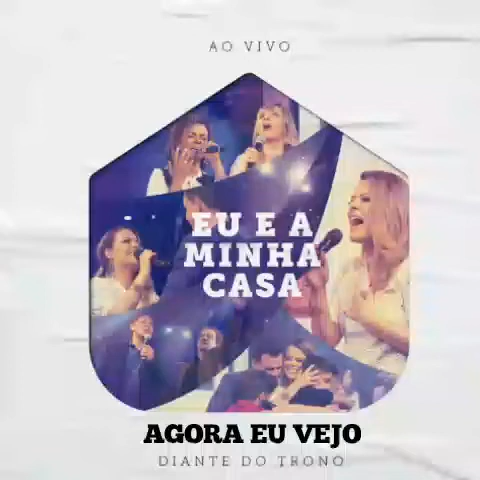 AO VIVO
EU E A
MINHA
CASA
AGORA EU VEJO
DIANTE DO TRONO